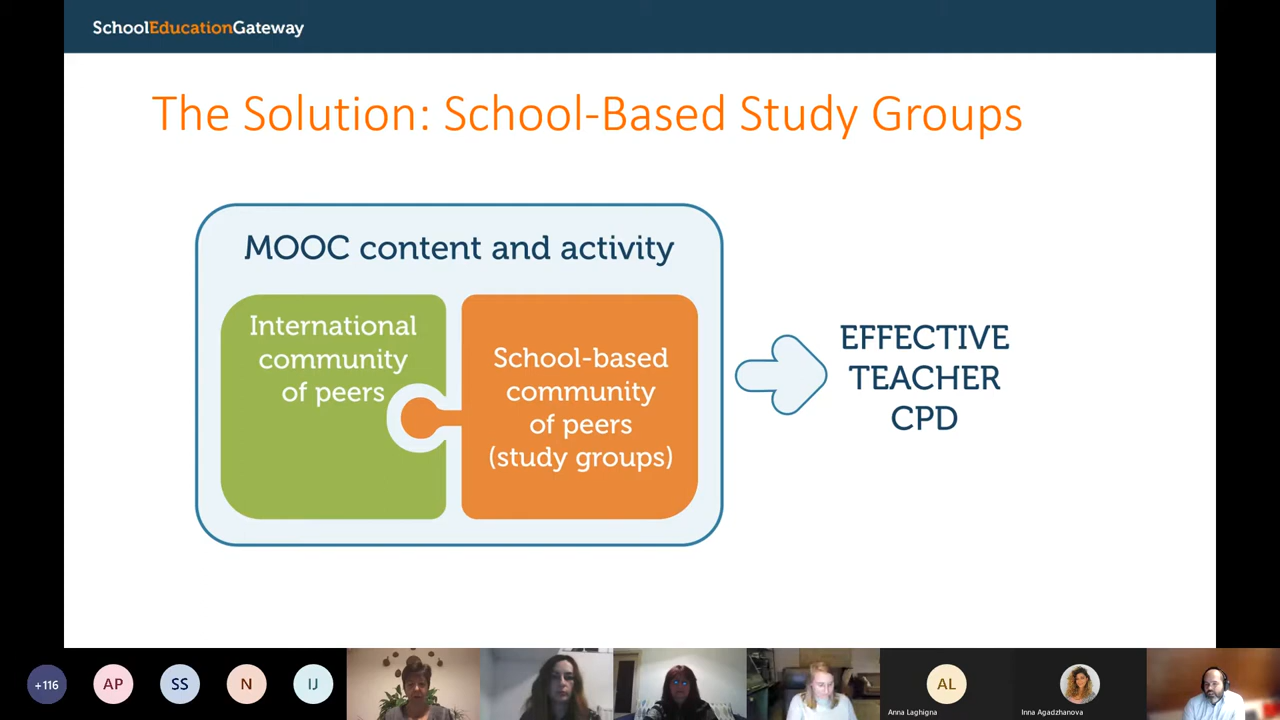 SchoolEducationGateway
The Solution: School-Based Study Groups
MOOC content and activity
International
community
of peers
School-based
community
of peers
(study groups)
EFFECTIVE
TEACHER
CPD
+116
AP
SS
N
IJ
AL
Anna Laghigna
Inna Agadzhanova